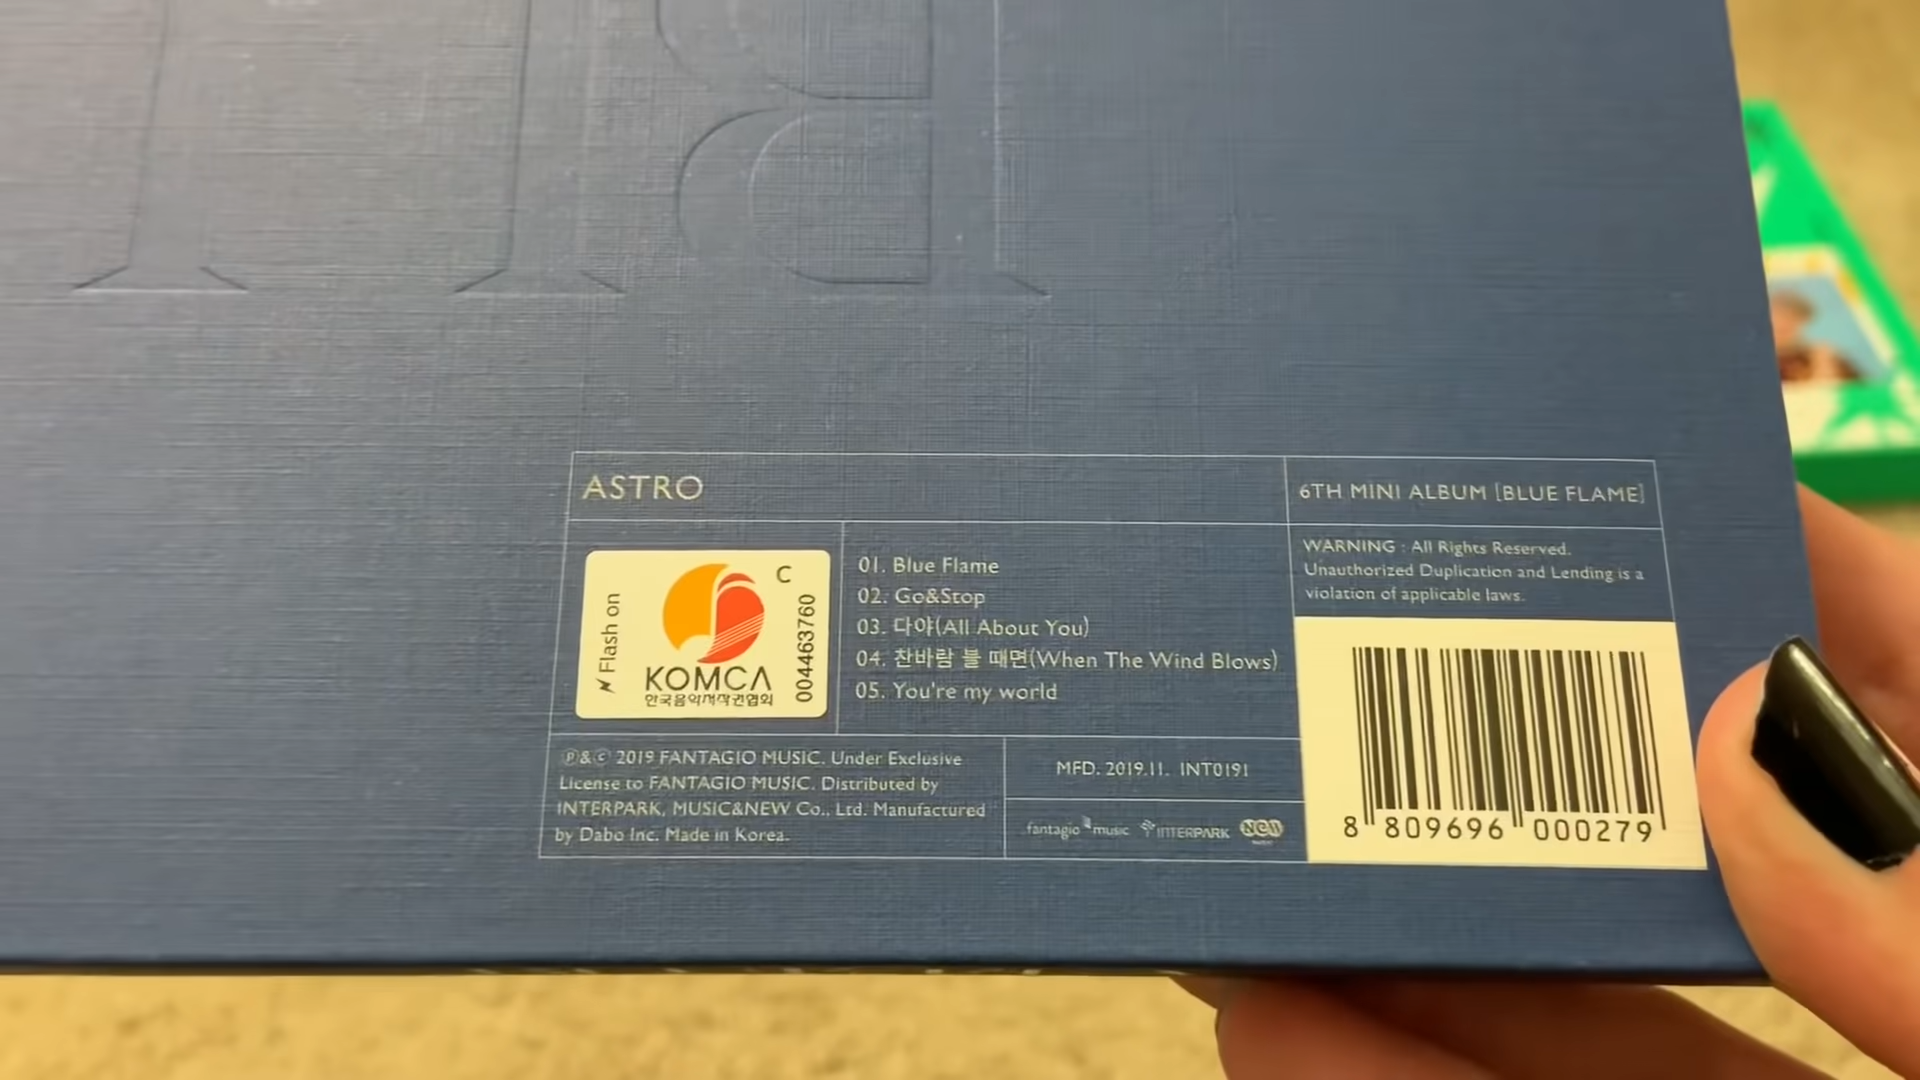 ASTRO
6TH MINI ALBUM [BLUE FLAME]
Flash on
C
KOMCA
한국음악저작권협회
00463760
01. Blue Flame
02. Go&Stop
03. 다야(All About You)
04. 찬바람 불 때면(When The Wind Blows)
05. You're my world
WARNING : All Rights Reserved.
Unauthorized Duplication and Lending is a
violation of applicable laws.
Ⓟ&ⓒ 2019 FANTAGIO MUSIC. Under Exclusive
License to FANTAGIO MUSIC. Distributed by
INTERPARK, MUSIC&NEW Co., Ltd. Manufactured
by Dabo Inc. Made in Korea.
MFD. 2019.11. INT0191
fantagio music INTERPARK NEW
8 809696 000279